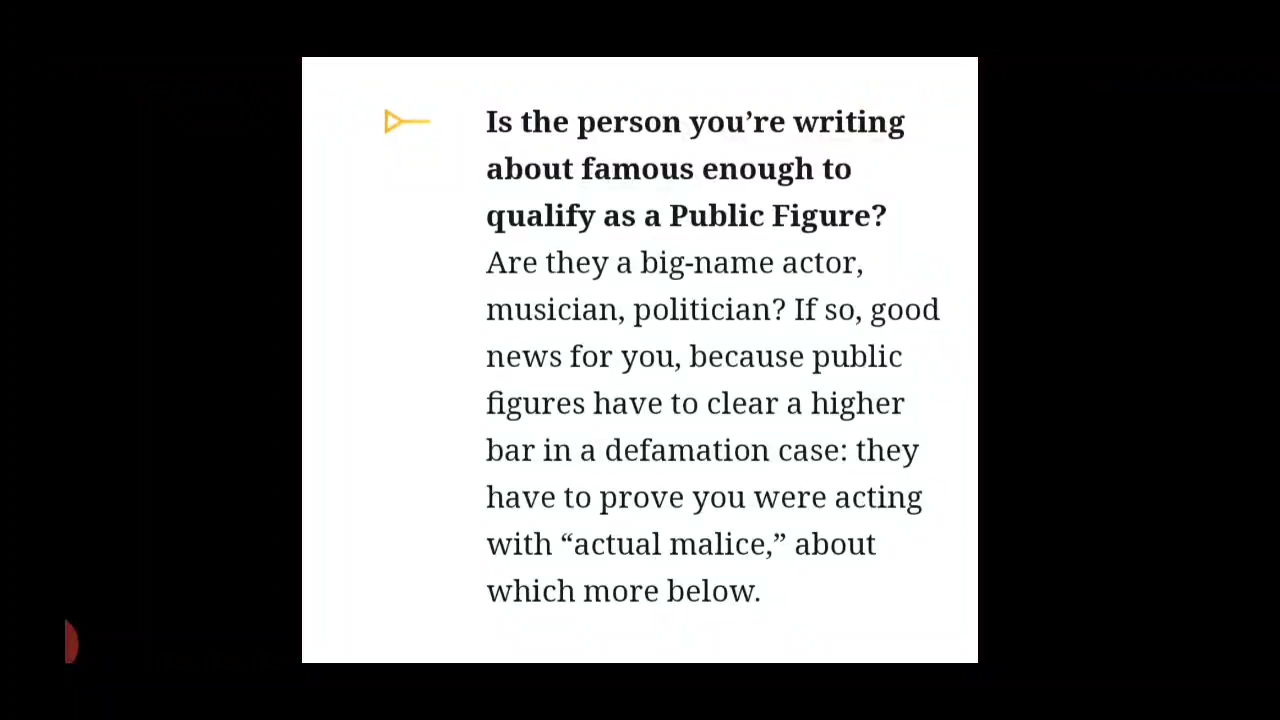 Is the person you’re writing
about famous enough to
qualify as a Public Figure?
Are they a big-name actor,
musician, politician? If so, good
news for you, because public
figures have to clear a higher
bar in a defamation case: they
have to prove you were acting
with “actual malice,” about
which more below.